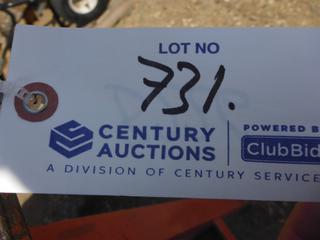 LOT NO
731.
CENTURY
AUCTIONS
POWERED B
ClubBid
A DIVISION OF CENTURY SERVICE